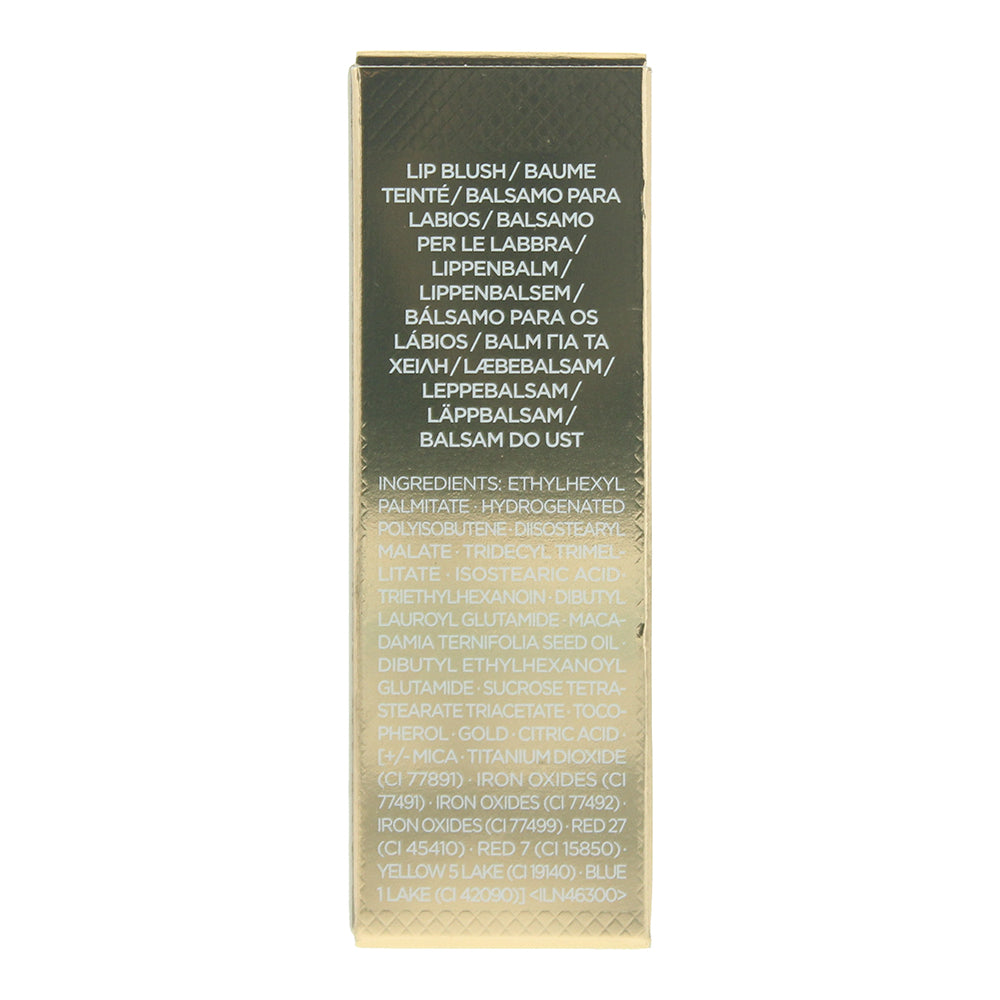 LIP BLUSH / BAUME
TEINTÉ / BALSAMO PARA
LABIOS / BALSAMO
PER LE LABBRA /
LIPPENBALM /
LIPPENBALSEM /
BÁLSAMO PARA OS
LÁBIOS / BALM ΓΙΑ ΤΑ
ΧΕΙΛΗ / LÆBEBALSAM /
LEPPEBALSAM /
LÄPPBALSAM /
BALSAM DO UST
INGREDIENTS: ETHYLHEXYL
PALMITATE · HYDROGENATED
POLYISOBUTENE · DIISOSTEARYL
MALATE · TRIDECYL TRIMEL-
LITATE · ISOSTEARIC ACID ·
TRIETHYLHEXANOIN · DIBUTYL
LAUROYL GLUTAMIDE · MACA-
DAMIA TERNIFOLIA SEED OIL ·
DIBUTYL ETHYLHEXANOYL
GLUTAMIDE · SUCROSE TETRA-
STEARATE TRIACETATE · TOCO-
PHEROL · GOLD · CITRIC ACID ·
[+/- MICA · TITANIUM DIOXIDE
(CI 77891) · IRON OXIDES (CI
77491) · IRON OXIDES (CI 77492) ·
IRON OXIDES (CI 77499) · RED 27
(CI 45410) · RED 7 (CI 15850) ·
YELLOW 5 LAKE (CI 19140) · BLUE
1 LAKE (CI 42090)] <ILN46300>